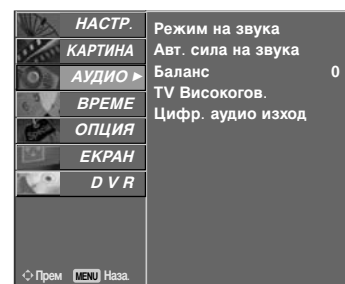 НАСТР.
КАРТИНА
АУДИО ►
ВРЕМЕ
ОПЦИЯ
ЕКРАН
D V R
Прем MENU Наза.
Режим на звука
Авт. сила на звука
Баланс 0
TV Високогов.
Цифр. аудио изход